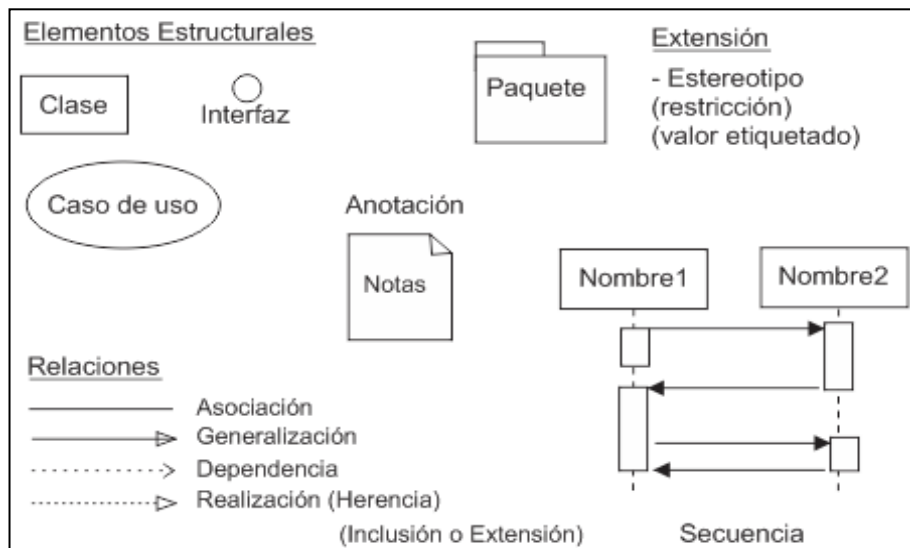 Elementos Estructurales
Clase
Interfaz
Paquete
Extensión
- Estereotipo
(restricción)
(valor etiquetado)
Caso de uso
Anotación
Notas
Nombre1
Nombre2
Relaciones
Asociación
Generalización
Dependencia
Realización (Herencia)
(Inclusión o Extensión)
Secuencia